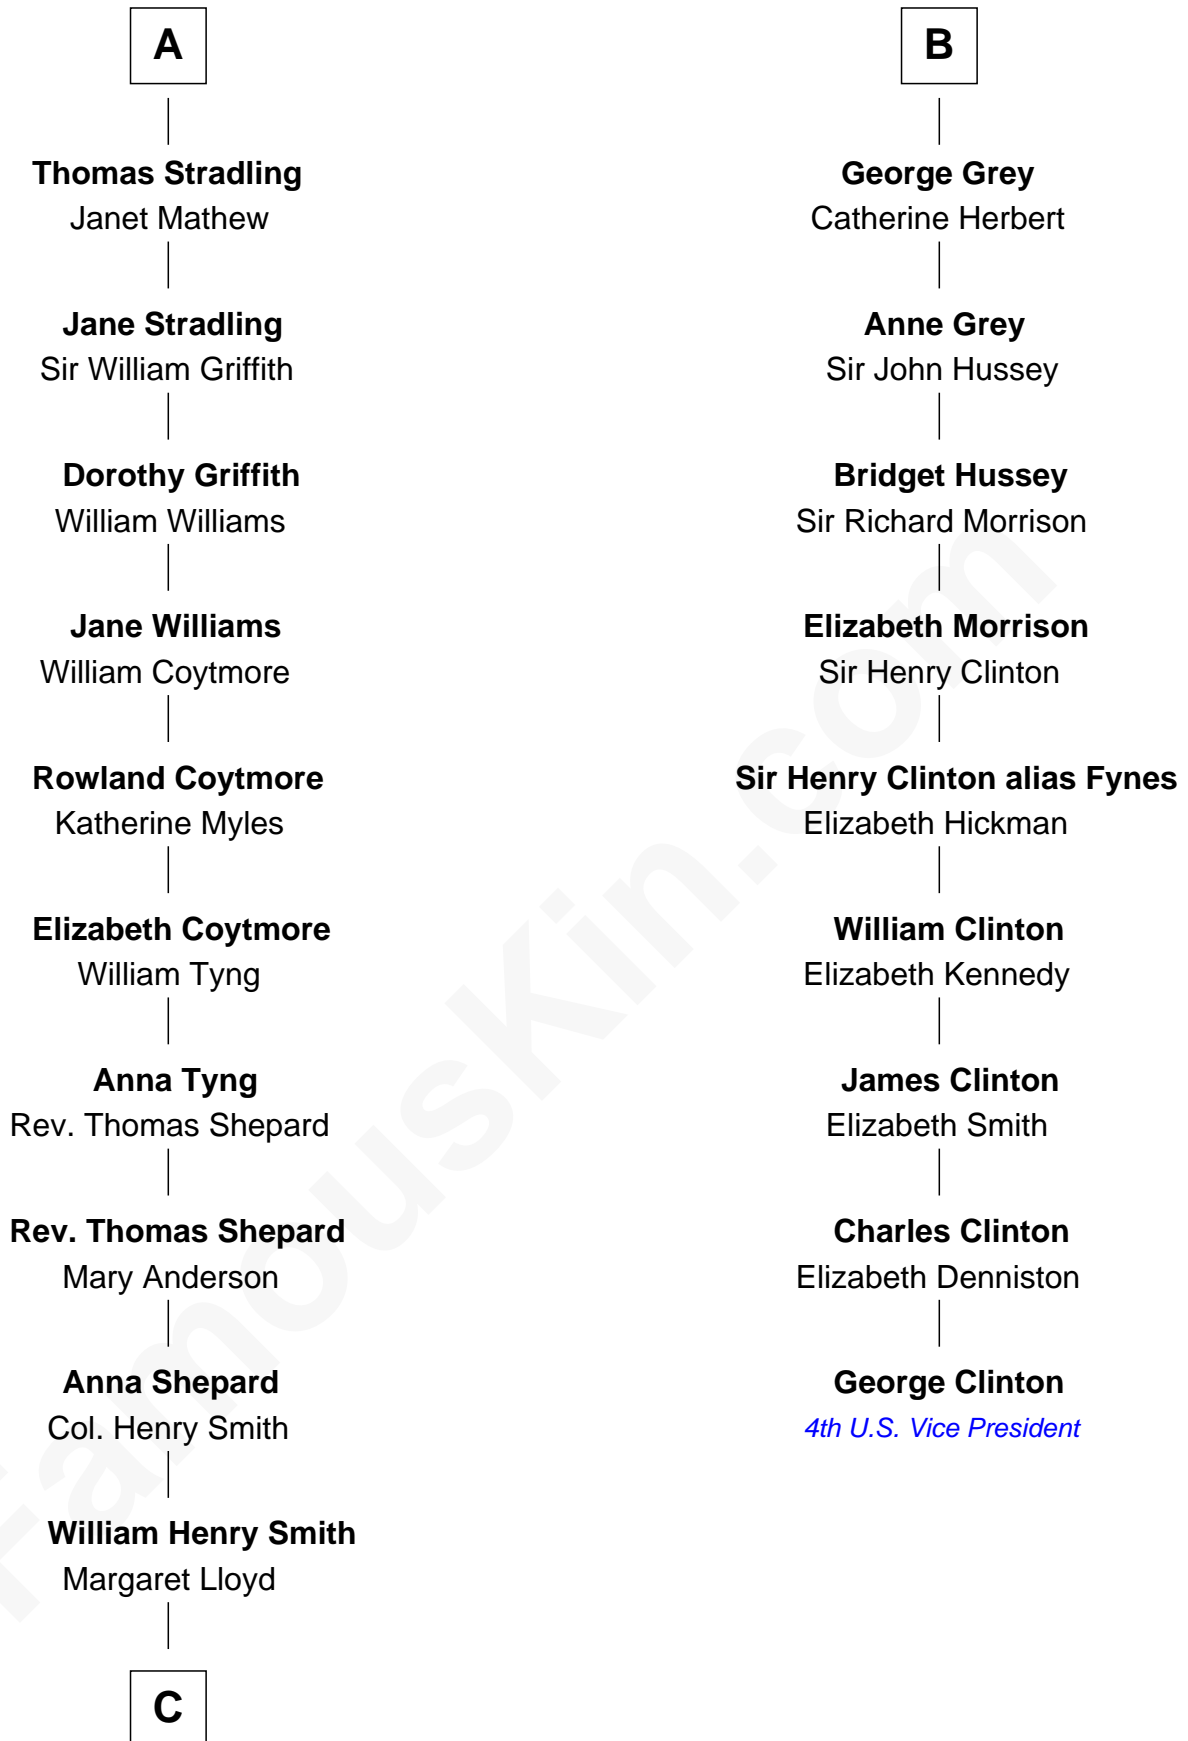 A
Thomas Stradling
Janet Mathew
Jane Stradling
Sir William Griffith
Dorothy Griffith
William Williams
Jane Williams
William Coytmore
Rowland Coytmore
Katherine Myles
Elizabeth Coytmore
William Tyng
Anna Tyng
Rev. Thomas Shepard
Rev. Thomas Shepard
Mary Anderson
Anna Shepard
Col. Henry Smith
William Henry Smith
Margaret Lloyd
C
B
George Grey
Catherine Herbert
Anne Grey
Sir John Hussey
Bridget Hussey
Sir Richard Morrison
Elizabeth Morrison
Sir Henry Clinton
Sir Henry Clinton alias Fynes
Elizabeth Hickman
William Clinton
Elizabeth Kennedy
James Clinton
Elizabeth Smith
Charles Clinton
Elizabeth Denniston
George Clinton
4th U.S. Vice President
FamousKin.com